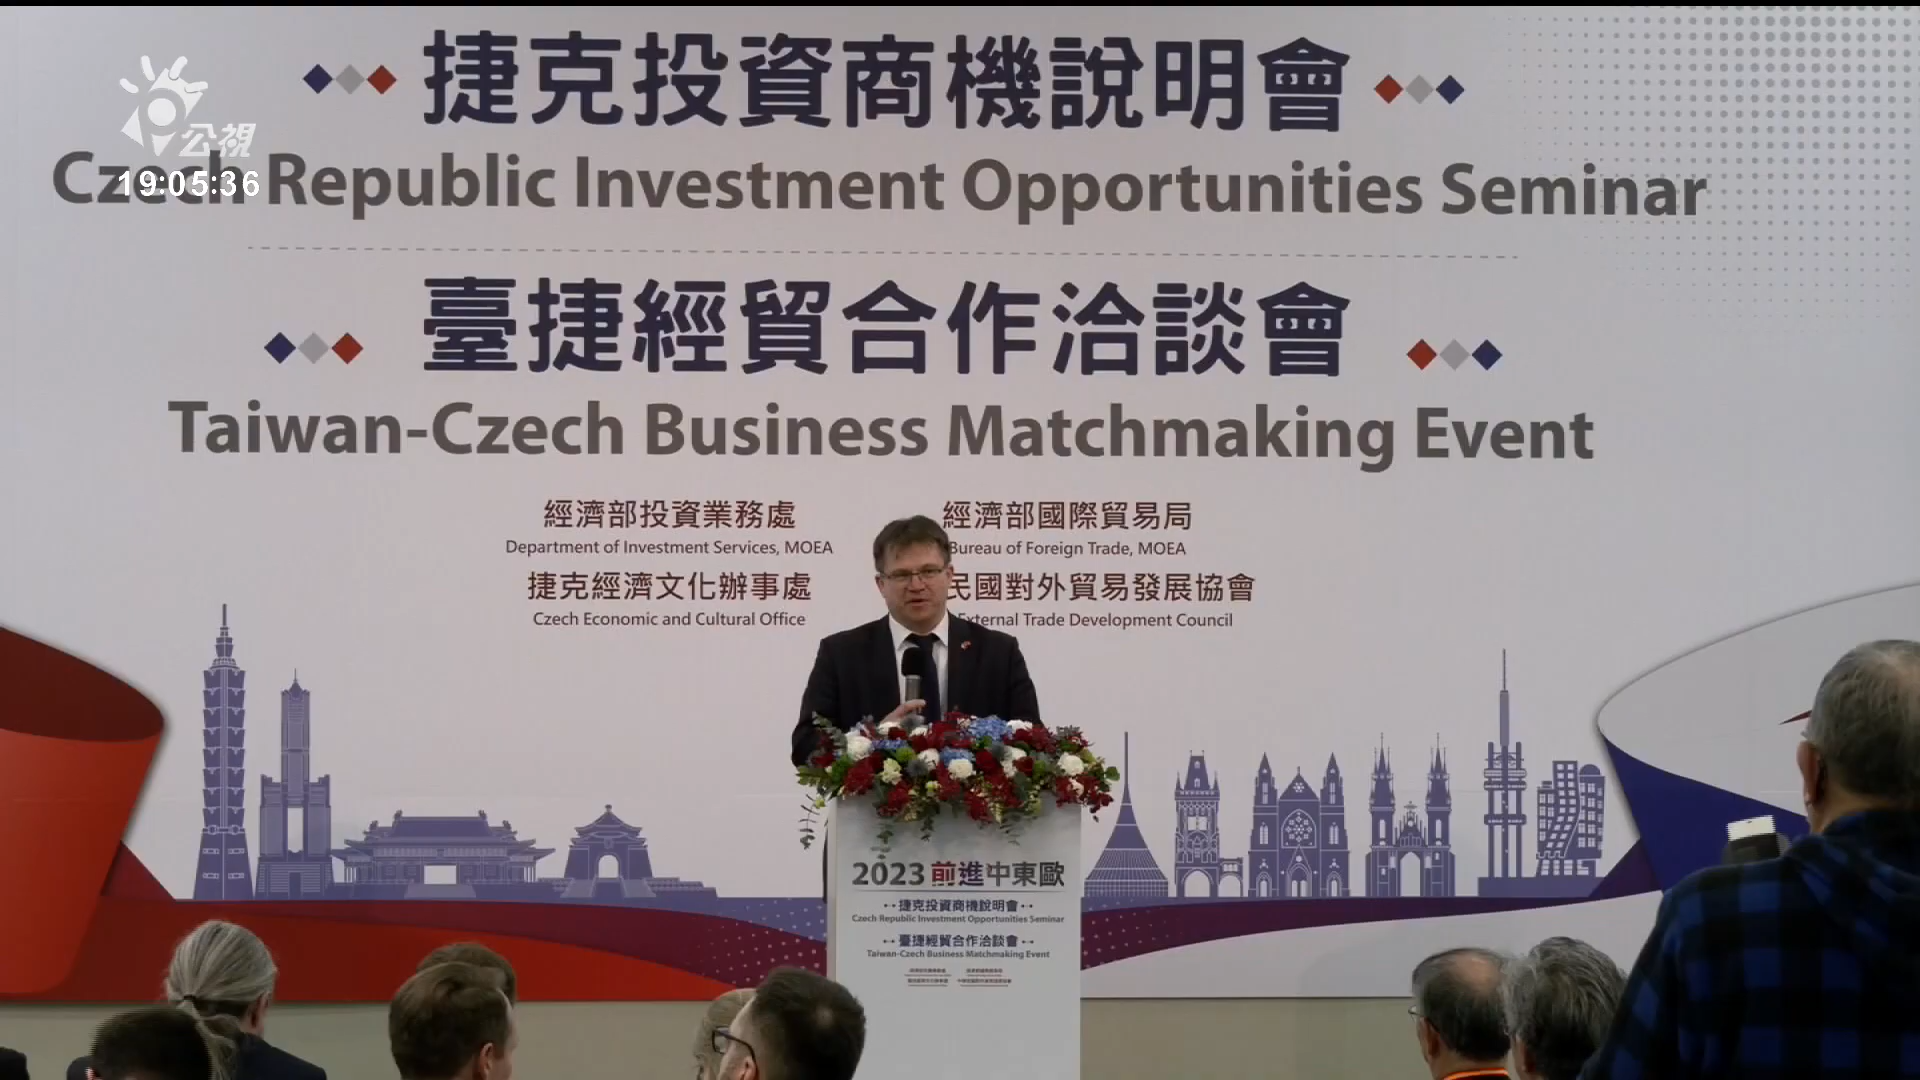 捷克投資商機說明會
公視
19:05:36
Czech Republic Investment Opportunities Seminar
臺捷經貿合作洽談會
Taiwan-Czech Business Matchmaking Event
經濟部投資業務處
Department of Investment Services, MOEA
經濟部國際貿易局
Bureau of Foreign Trade, MOEA
捷克經濟文化辦事處
Czech Economic and Cultural Office
民國對外貿易發展協會
External Trade Development Council
2023 前進中東歐
捷克投資商機說明會
Czech Republic Investment Opportunities Seminar
臺捷經貿合作洽談會
Taiwan-Czech Business Matchmaking Event